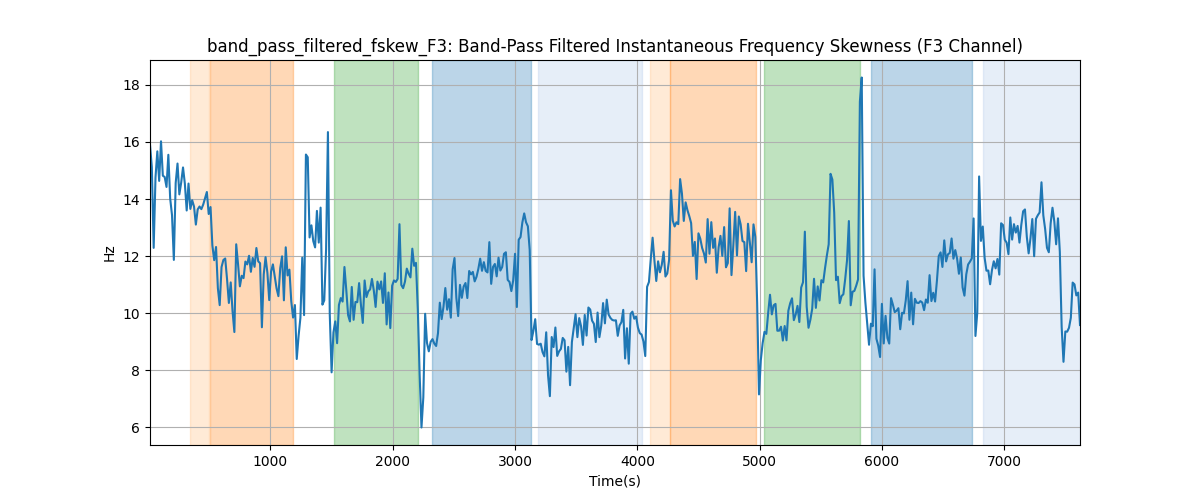 band_pass_filtered_fskew_F3: Band-Pass Filtered Instantaneous Frequency Skewness (F3 Channel)
18
16
14
12
10
8
6
Hz
1000 2000 3000 4000 5000 6000 7000
Time(s)